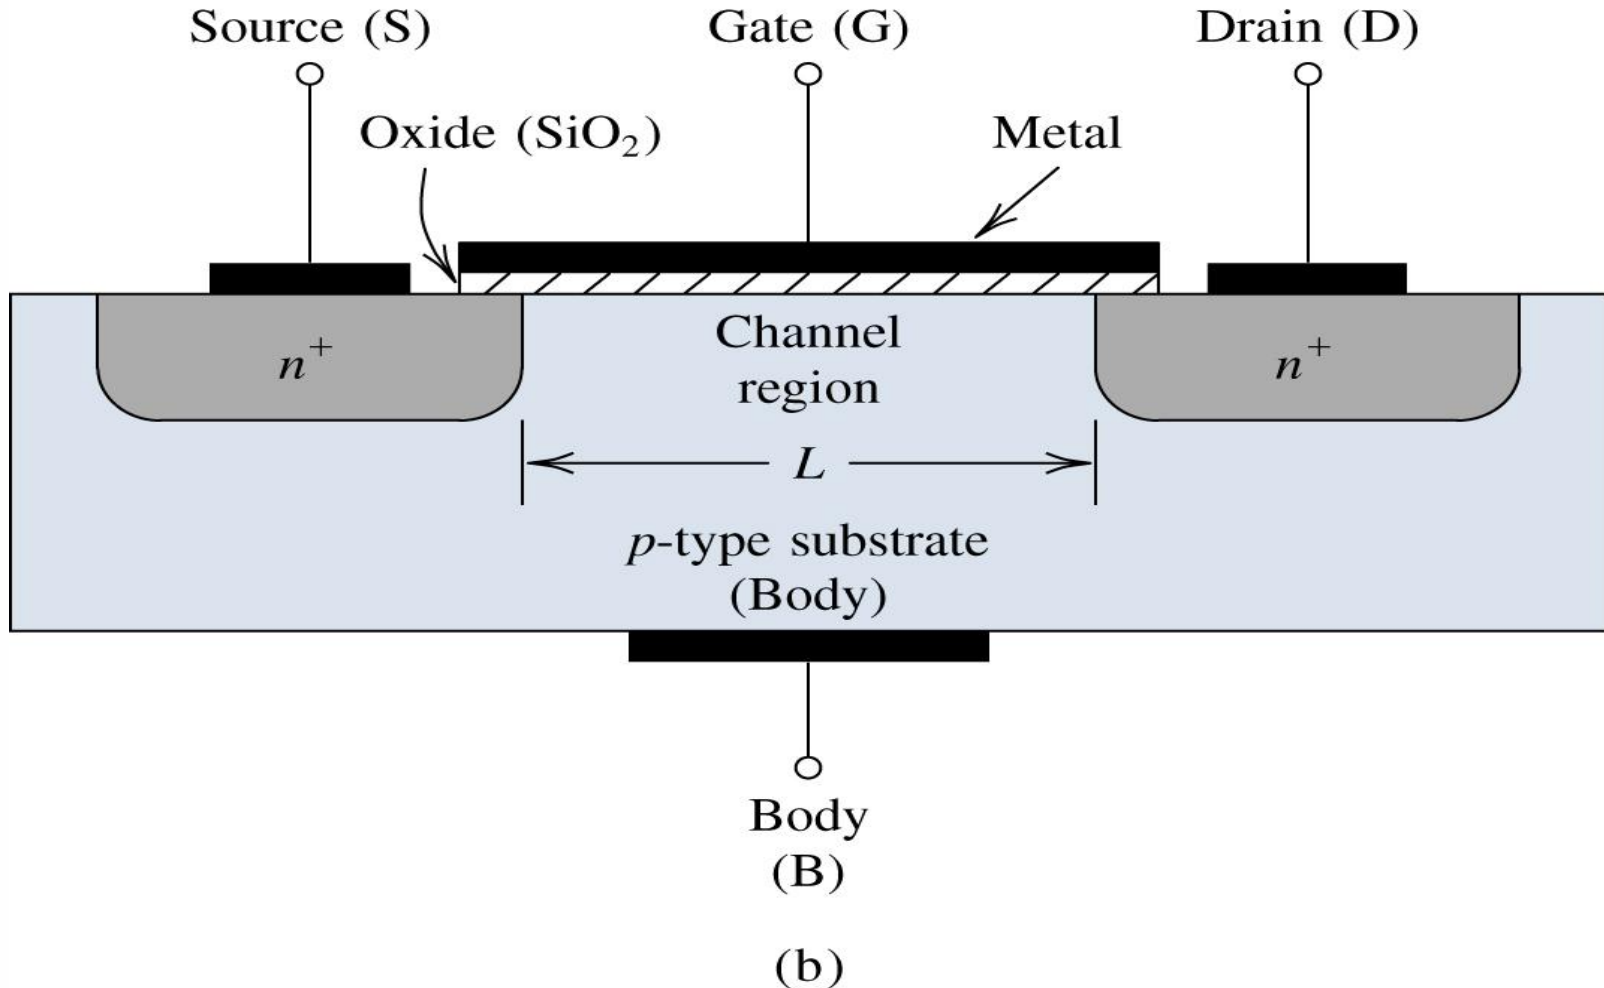 Source (S)
Gate (G)
Drain (D)
Oxide (SiO₂)
Metal
n⁺
Channel
region
n⁺
L
p-type substrate
(Body)
Body
(B)
(b)